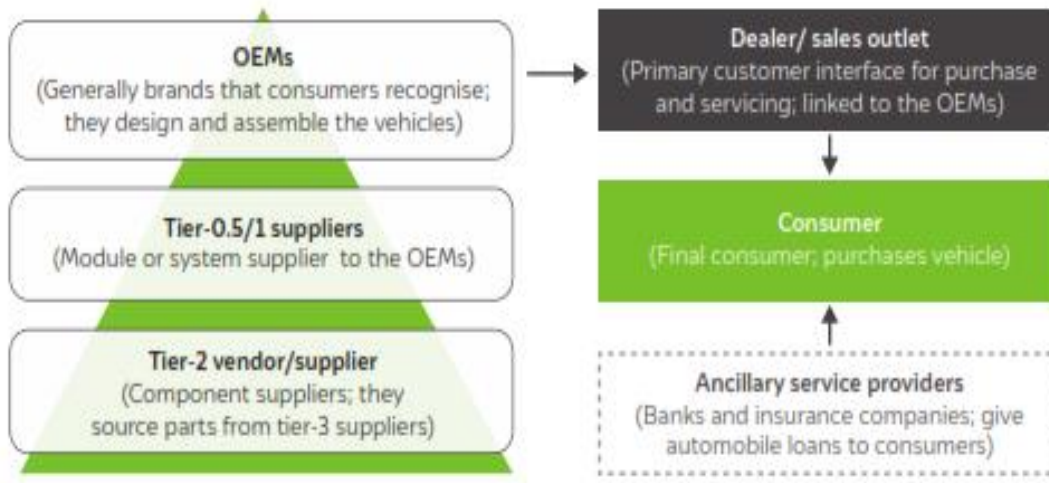 OEMs
(Generally brands that consumers recognise;
they design and assemble the vehicles)
Tier-0.5/1 suppliers
(Module or system supplier to the OEMs)
Tier-2 vendor/supplier
(Component suppliers; they
source parts from tier-3 suppliers)
Dealer/ sales outlet
(Primary customer interface for purchase
and servicing; linked to the OEMs)
Consumer
(Final consumer; purchases vehicle)
Ancillary service providers
(Banks and insurance companies; give
automobile loans to consumers)